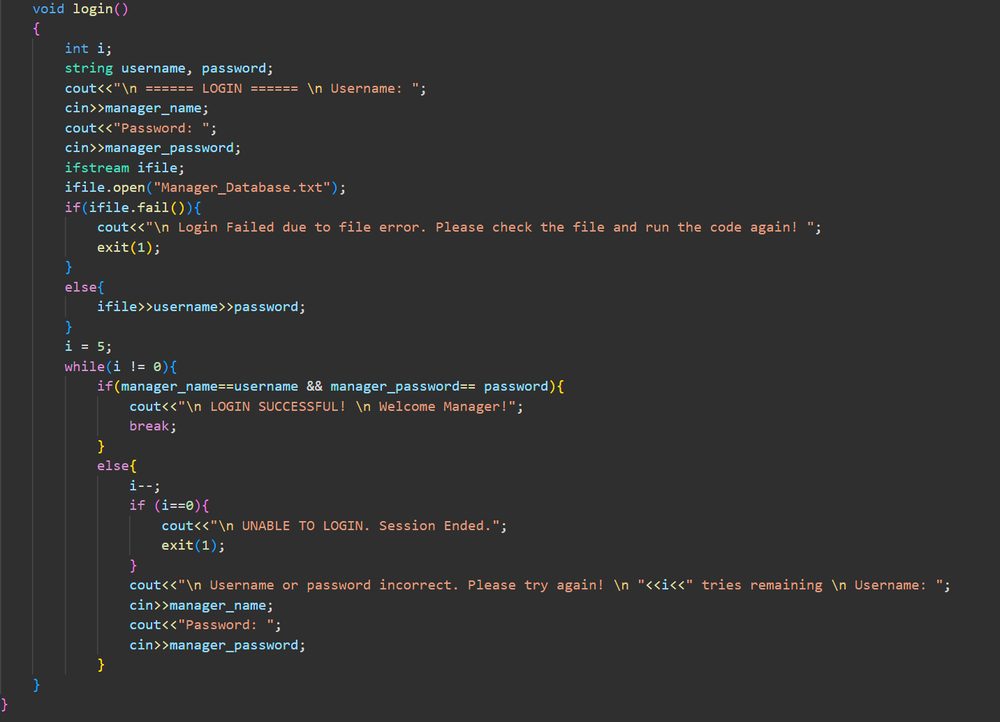 void login()
{
int i;
string username, password;
cout<<"\n ====== LOGIN ====== \n Username: ";
cin>>manager_name;
cout<<"Password: ";
cin>>manager_password;
ifstream ifile;
ifile.open("Manager_Database.txt");
if(ifile.fail()){
cout<<"\n Login Failed due to file error. Please check the file and run the code again! ";
exit(1);
}
else{
ifile>>username>>password;
}
i = 5;
while(i != 0){
if(manager_name==username && manager_password== password){
cout<<"\n LOGIN SUCCESSFUL! \n Welcome Manager!";
break;
}
else{
i--;
if (i==0){
cout<<"\n UNABLE TO LOGIN. Session Ended.";
exit(1);
}
cout<<"\n Username or password incorrect. Please try again! \n "<<i<<" tries remaining \n Username: ";
cin>>manager_name;
cout<<"Password: ";
cin>>manager_password;
}
}
}